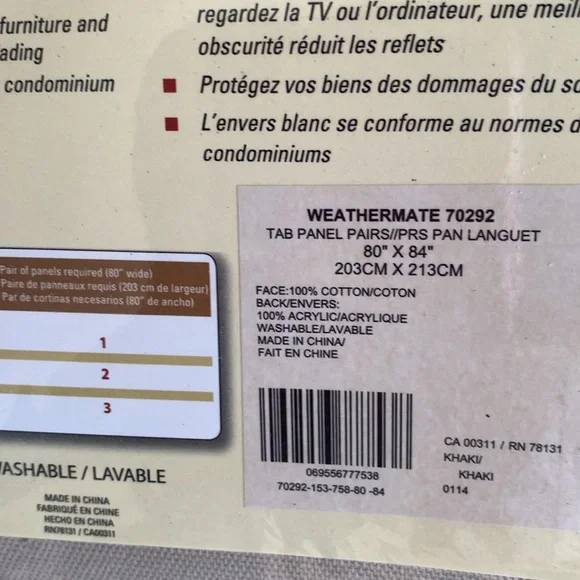 furniture and
ading
condominium
regardez la TV ou l'ordinateur, une meil
obscurité réduit les reflets
Protégez vos biens des dommages du so
L'envers blanc se conforme au normes d
condominiums
Pair of panels required (80" wide)
Paire de panneaux requis (203 cm de largeur)
Par de cortinas necesarios (80" de ancho)
1
2
3
WASHABLE / LAVABLE
MADE IN CHINA
FABRIQUÉ EN CHINE
HECHO EN CHINA
RN78131 / CA00311
WEATHERMATE 70292
TAB PANEL PAIRS//PRS PAN LANGUET
80" X 84"
203CM X 213CM
FACE:100% COTTON/COTON
BACK/ENVERS:
100% ACRYLIC/ACRYLIQUE
WASHABLE/LAVABLE
MADE IN CHINA/
FAIT EN CHINE
069556777538
70292-153-758-80 -84
CA 00311 / RN 78131
KHAKI/
KHAKI
0114